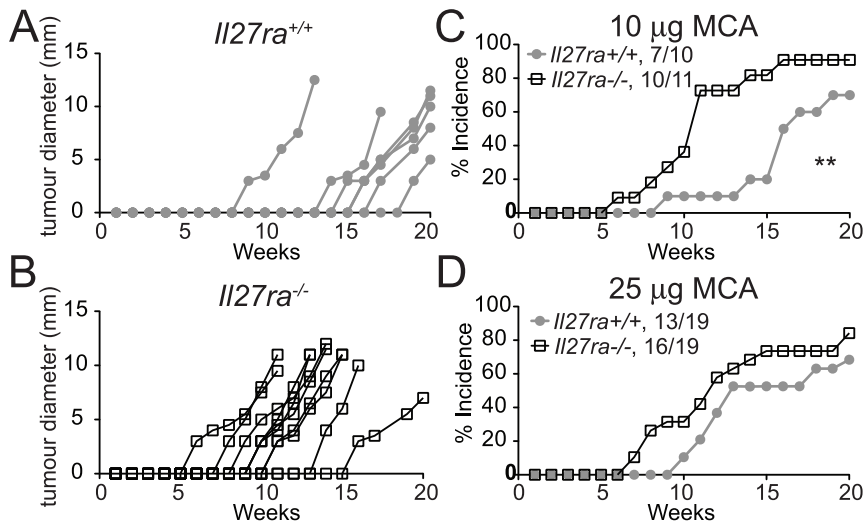 A
Il27ra+/+
tumour diameter (mm)
15
10
5
0
0 5 10 15 20
Weeks
B
Il27ra-/-
tumour diameter (mm)
15
10
5
0
0 5 10 15 20
Weeks
C
10 µg MCA
% Incidence
100
80
60
40
20
0
Il27ra+/+, 7/10
Il27ra-/-, 10/11
**
0 5 10 15 20
Weeks
D
25 µg MCA
% Incidence
100
80
60
40
20
0
Il27ra+/+, 13/19
Il27ra-/-, 16/19
0 5 10 15 20
Weeks